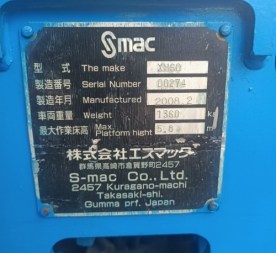 Smac
型式 The make
製造番号 Serial Number 00274
製造年月 Manufactured 2008.2
車両重量 Weight 1360 kg
最大作業床高 Max Platform hight 5.6
株式会社エスマック
群馬県高崎市倉賀野町2457
S-mac Co., Ltd.
2457 Kuragano-machi
Takasaki-shi.
Gumma prf. Japan